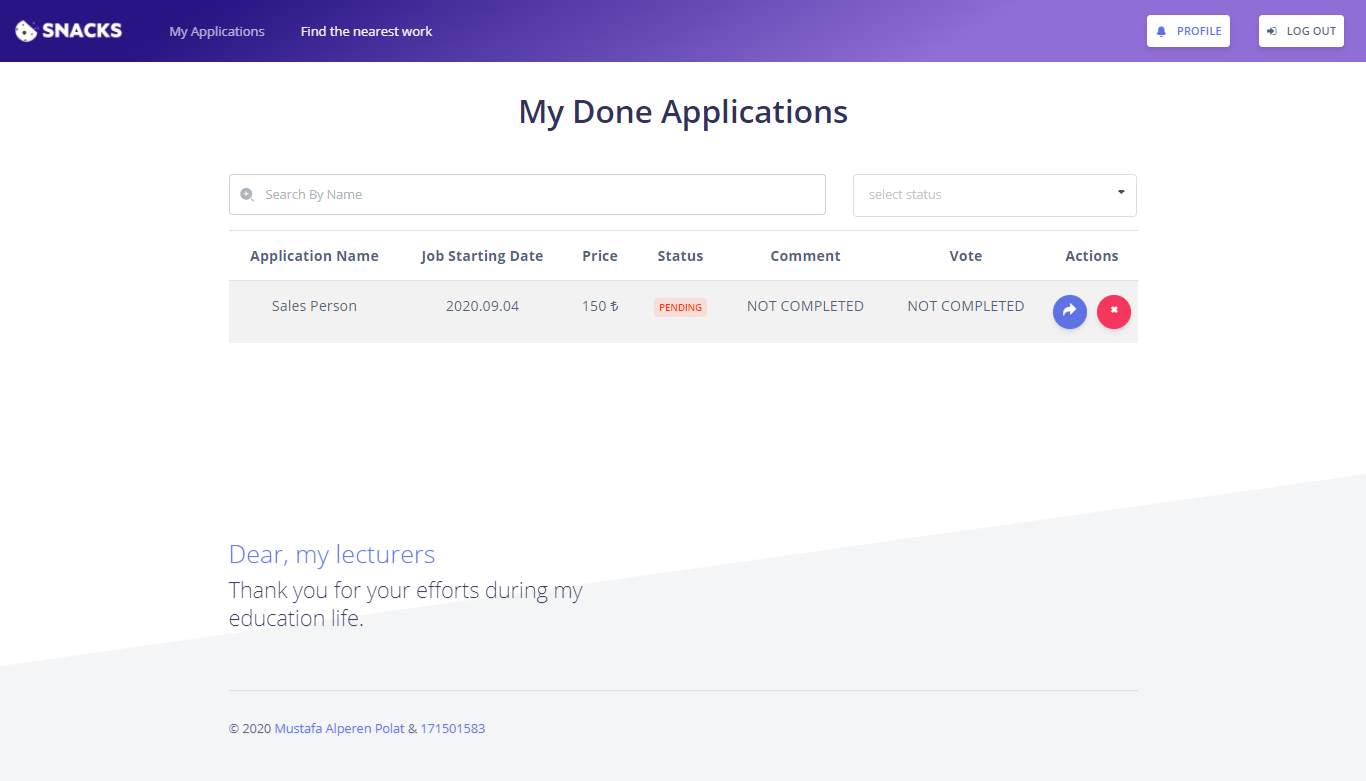 SNACKS My Applications Find the nearest work PROFILE LOG OUT
My Done Applications
Search By Name select status
Application Name Job Starting Date Price Status Comment Vote Actions
Sales Person 2020.09.04 150 ₺ PENDING NOT COMPLETED NOT COMPLETED
Dear, my lecturers
Thank you for your efforts during my
education life.
© 2020 Mustafa Alperen Polat & 171501583